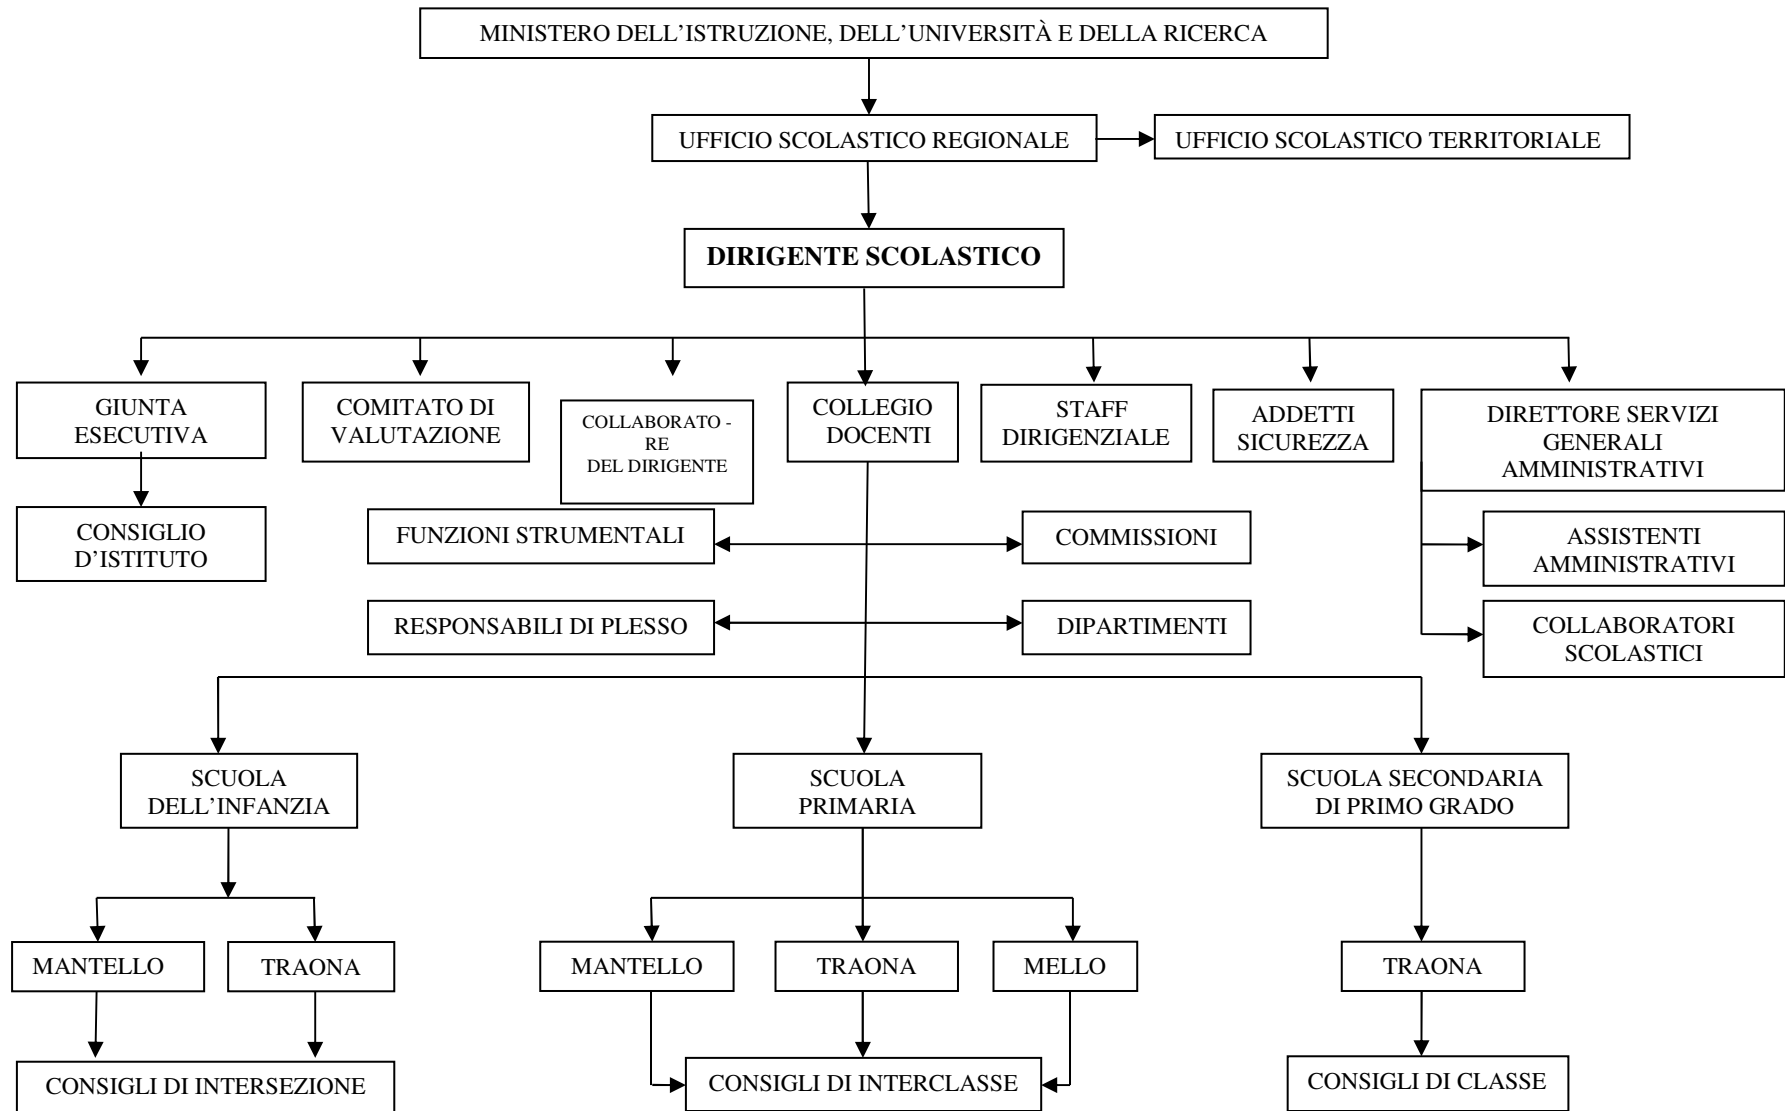 MINISTERO DELL’ISTRUZIONE, DELL’UNIVERSITÀ E DELLA RICERCA
UFFICIO SCOLASTICO REGIONALE
UFFICIO SCOLASTICO TERRITORIALE
DIRIGENTE SCOLASTICO
GIUNTA
ESECUTIVA
COMITATO DI
VALUTAZIONE
COLLABORATO -
RE
DEL DIRIGENTE
COLLEGIO
DOCENTI
STAFF
DIRIGENZIALE
ADDETTI
SICUREZZA
DIRETTORE SERVIZI
GENERALI
AMMINISTRATIVI
CONSIGLIO
D’ISTITUTO
FUNZIONI STRUMENTALI
COMMISSIONI
ASSISTENTI
AMMINISTRATIVI
RESPONSABILI DI PLESSO
DIPARTIMENTI
COLLABORATORI
SCOLASTICI
SCUOLA
DELL’INFANZIA
SCUOLA
PRIMARIA
SCUOLA SECONDARIA
DI PRIMO GRADO
MANTELLO
TRAONA
MANTELLO
TRAONA
MELLO
TRAONA
CONSIGLI DI INTERSEZIONE
CONSIGLI DI INTERCLASSE
CONSIGLI DI CLASSE